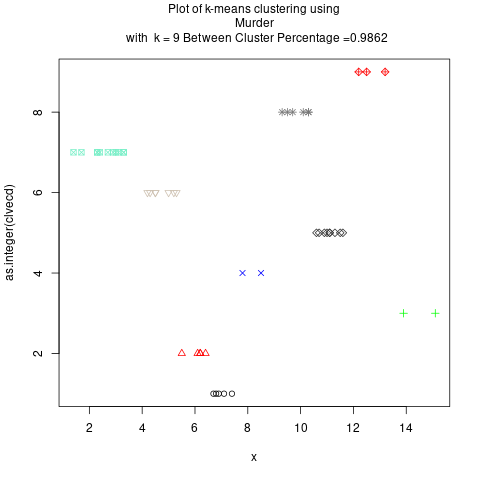 Plot of k-means clustering using
Murder
with  k = 9 Between Cluster Percentage =0.9862
as.integer(clvecd)
8
6
4
2
2 4 6 8 10 12 14
x